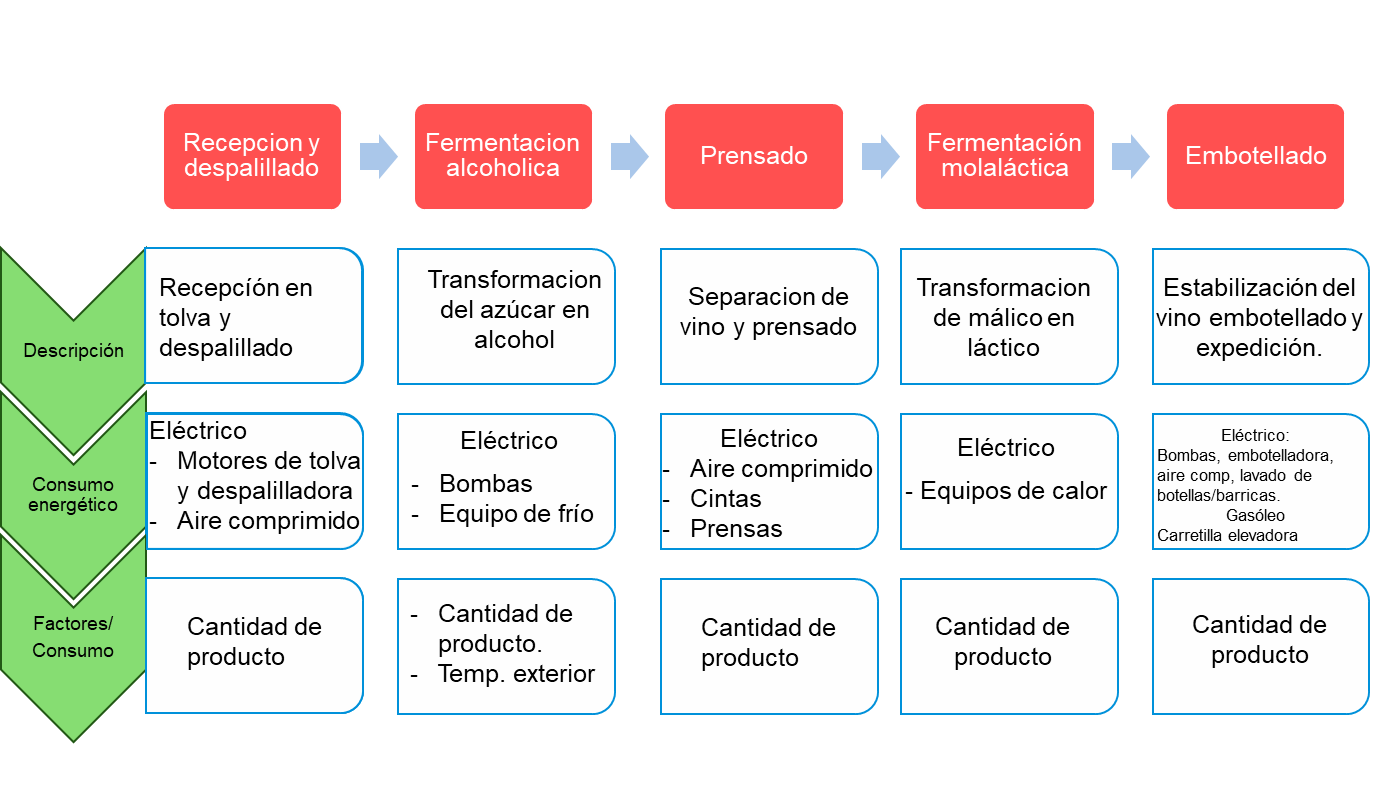 Recepcion y
despalillado
Fermentacion
alcoholica
Prensado
Fermentación
molaláctica
Embotellado
Descripción
Recepcíón en
tolva y
despalillado
Transformacion
del azúcar en
alcohol
Separacion de
vino y prensado
Transformacion
de málico en
láctico
Estabilización del
vino embotellado y
expedición.
Consumo
energético
Eléctrico
- Motores de tolva
y despalilladora
- Aire comprimido
Eléctrico
- Bombas
- Equipo de frío
Eléctrico
- Aire comprimido
- Cintas
- Prensas
Eléctrico
- Equipos de calor
Eléctrico:
Bombas, embotelladora,
aire comp, lavado de
botellas/barricas.
Gasóleo
Carretilla elevadora
Factores/
Consumo
Cantidad de
producto
- Cantidad de
producto.
- Temp. exterior
Cantidad de
producto
Cantidad de
producto
Cantidad de
producto